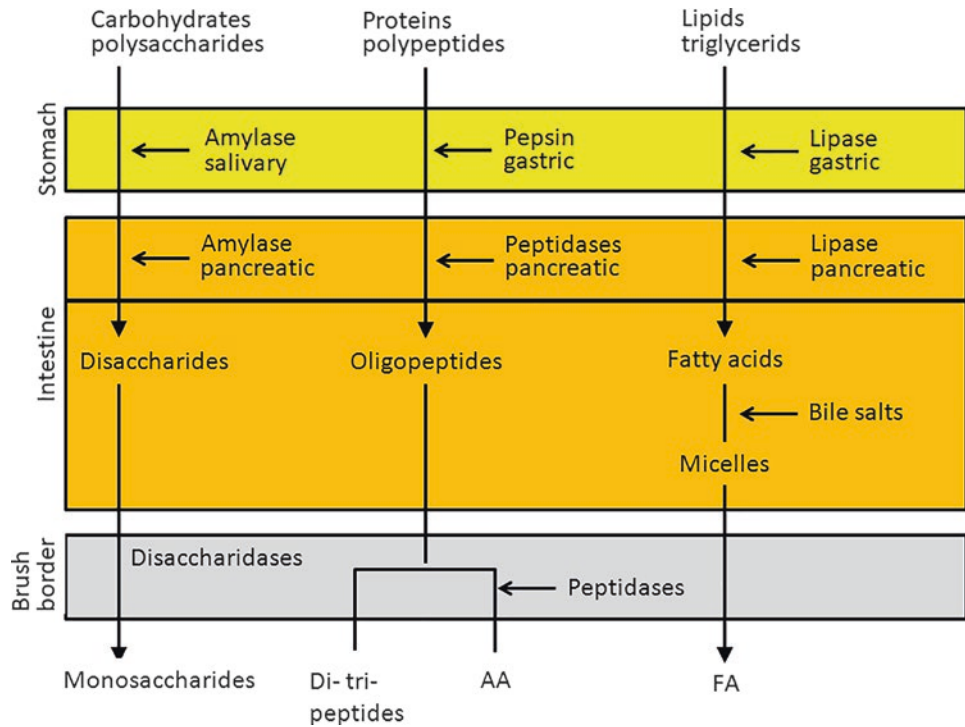 Carbohydrates
polysaccharides
Proteins
polypeptides
Lipids
triglycerids
Stomach
Amylase
salivary
Pepsin
gastric
Lipase
gastric
Intestine
Amylase
pancreatic
Peptidases
pancreatic
Lipase
pancreatic
Disaccharides
Oligopeptides
Fatty acids
Bile salts
Micelles
Brush
border
Disaccharidases
Peptidases
Monosaccharides
Di- tri-
peptides
AA
FA